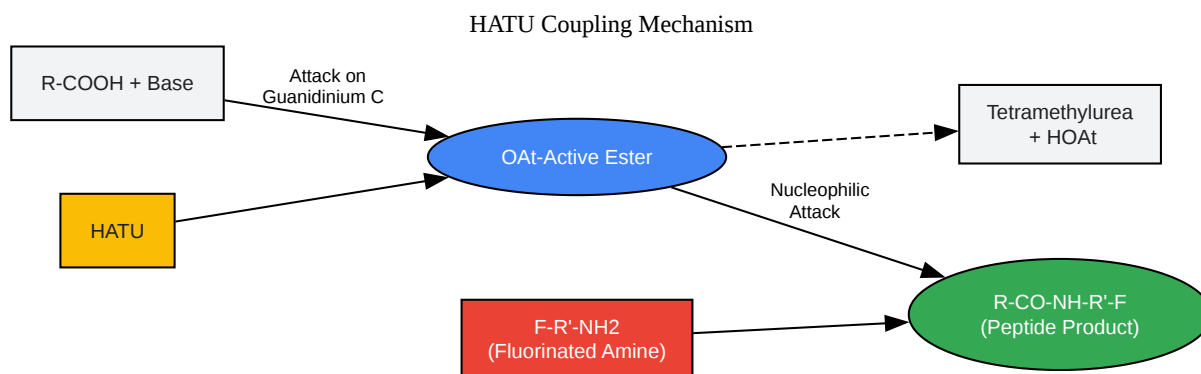 HATU Coupling Mechanism
R-COOH + Base
Attack on
Guanidinium C
Tetramethylurea
+ HOAt
OAt-Active Ester
HATU
Nucleophilic
Attack
F-R'-NH2
(Fluorinated Amine)
R-CO-NH-R'-F
(Peptide Product)